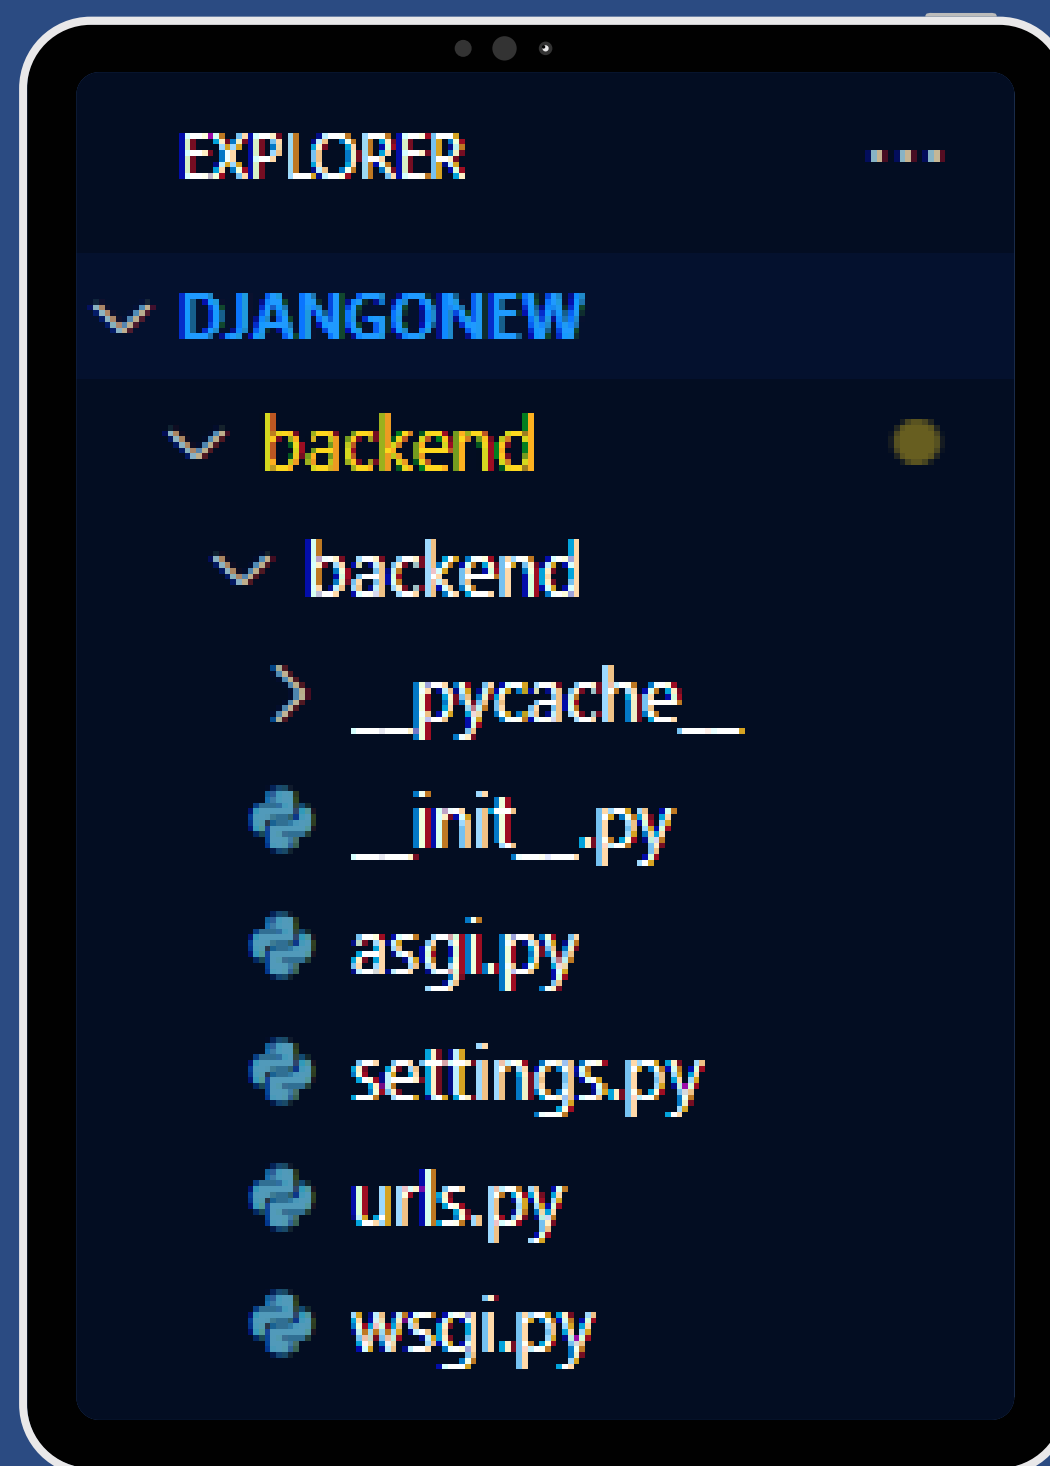 EXPLORER ...
DJANGONEW
backend
backend
__pycache__
__init__.py
asgi.py
settings.py
urls.py
wsgi.py